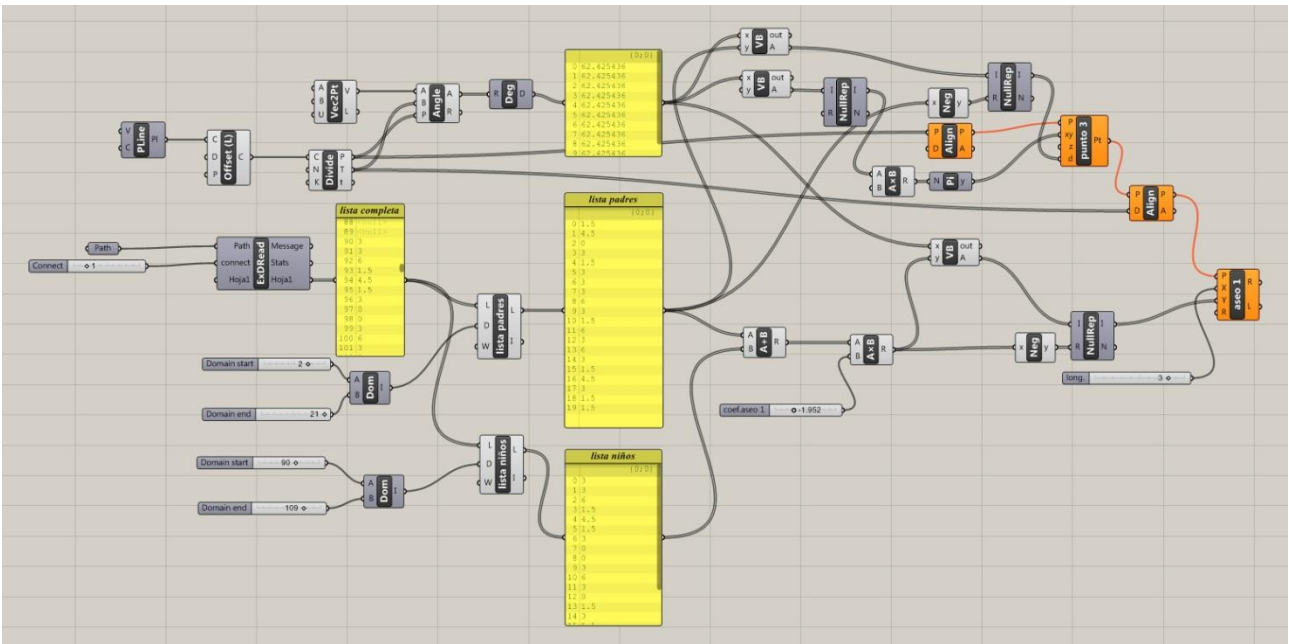 V
C
PLine
Pl
C
D
P
Offset (L)
C
C
N
K
Divide
P
T
t
A
B
U
Vec2Pt
V
L
A
B
P
Angle
A
R
R
Deg
D
{0;0}
0 62.425436
1 62.425436
2 62.425436
3 62.425436
4 62.425436
5 62.425436
6 62.425436
7 62.425436
8 62.425436
9 62.425436
x
y
VB
out
A
x
y
VB
out
A
I
R
NullRep
I
N
x
Neg
y
I
R
NullRep
I
N
P
D
Align
P
A
P
xy
z
d
punto 3
Pt
A
B
A×B
R
N
Pi
y
P
D
Align
P
A
Path
Connect
1
Path
connect
Hoja1
ExDRead
Message
Stats
Hoja1
lista completa
88 <null>
89 <null>
90 3
91 3
92 6
93 1.5
94 4.5
95 1.5
96 3
97 0
98 0
99 3
100 6
101 3
Domain start
2
Domain end
21
A
B
Dom
I
L
D
W
lista padres
L
I
lista padres
{0;0}
0 1.5
1 4.5
2 0
3 3
4 1.5
5 3
6 3
7 3
8 6
9 3
10 1.5
11 6
12 3
13 6
14 3
15 1.5
16 4.5
17 3
18 1.5
19 1.5
x
y
VB
out
A
A
B
A+B
R
A
B
A×B
R
x
Neg
y
I
R
NullRep
I
N
P
X
Y
R
aseo 1
R
L
long.
3
coef.aseo 1
-1.952
Domain start
90
Domain end
109
A
B
Dom
I
L
D
W
lista niños
L
I
lista niños
{0;0}
0 3
1 3
2 6
3 1.5
4 4.5
5 1.5
6 3
7 0
8 0
9 3
10 6
11 3
12 0
13 1.5
14 3